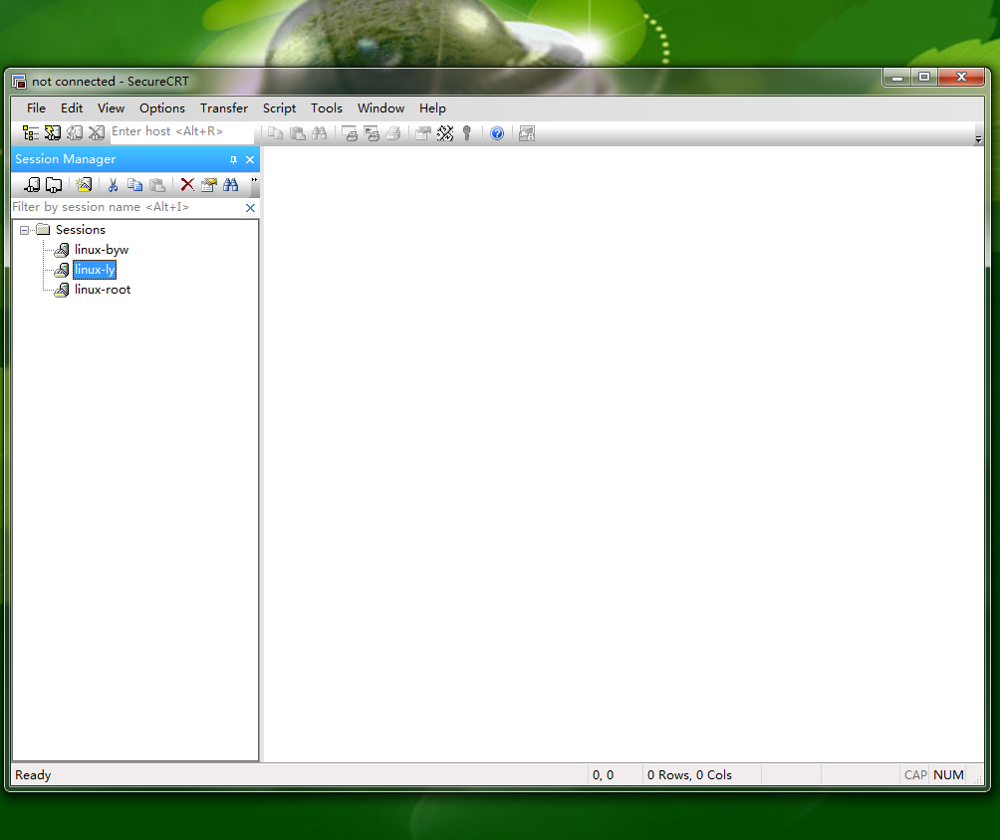 not connected - SecureCRT
File Edit View Options Transfer Script Tools Window Help
Enter host <Alt+R>
Session Manager
Filter by session name <Alt+I>
Sessions
linux-byw
linux-ly
linux-root
Ready 0, 0 0 Rows, 0 Cols CAP NUM